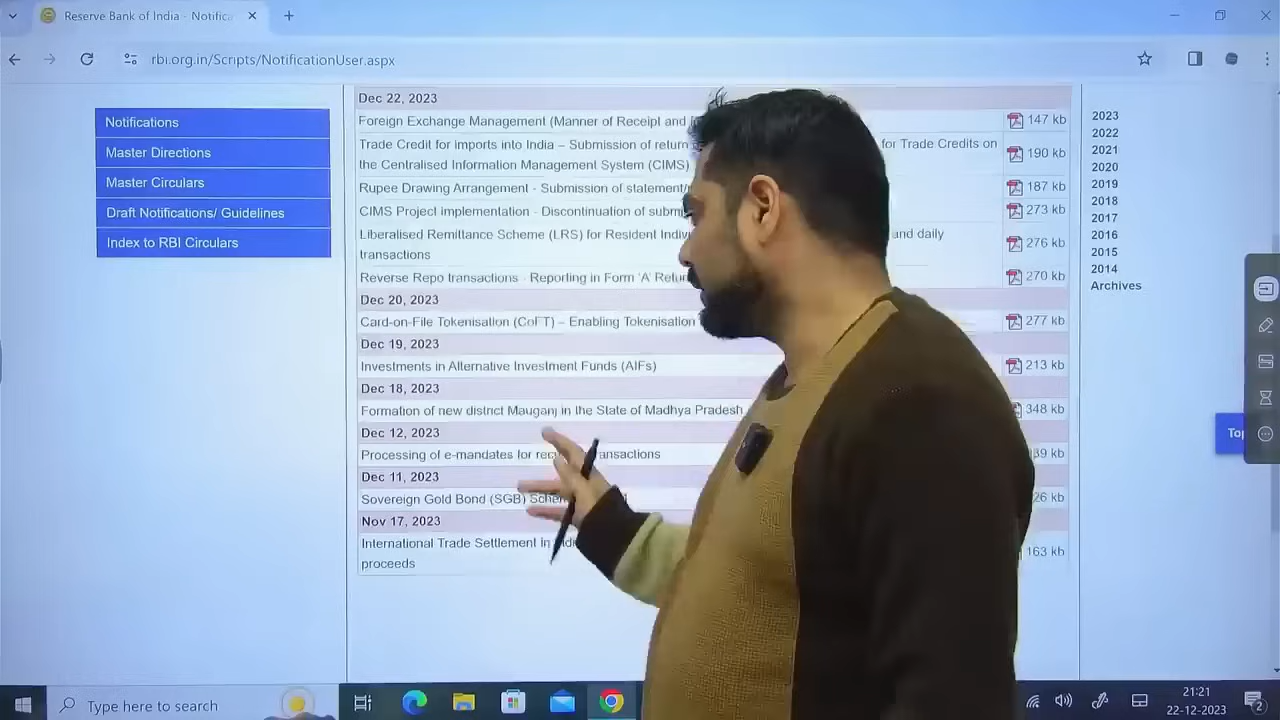 Reserve Bank of India - Notifica
rbi.org.in/Scripts/NotificationUser.aspx
Notifications
Master Directions
Master Circulars
Draft Notifications/ Guidelines
Index to RBI Circulars
Dec 22, 2023
Foreign Exchange Management (Manner of Receipt and
147 kb
Trade Credit for imports into India – Submission of return for Trade Credits on
the Centralised Information Management System (CIMS)
190 kb
Rupee Drawing Arrangement - Submission of statement/
187 kb
CIMS Project implementation - Discontinuation of
273 kb
Liberalised Remittance Scheme (LRS) for Resident and daily
transactions
276 kb
Reverse Repo transactions - Reporting in Form 'A'
270 kb
Dec 20, 2023
Card-on-File Tokenisation (CoFT) – Enabling Tokenisation
277 kb
Dec 19, 2023
Investments in Alternative Investment Funds (AIFs)
213 kb
Dec 18, 2023
Formation of new district Mauganj in the State of Madhya Pradesh
348 kb
Dec 12, 2023
Processing of e-mandates for
39 kb
Dec 11, 2023
Sovereign Gold Bond (SGB)
26 kb
Nov 17, 2023
International Trade Settlement
proceeds
163 kb
2023
2022
2021
2020
2019
2018
2017
2016
2015
2014
Archives
Top
Type here to search
21:21
22-12-2023
2